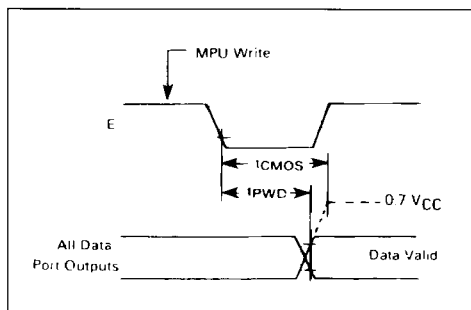 MPU Write
E
tCMOS
tPWD
0.7 VCC
All Data
Port Outputs
Data Valid